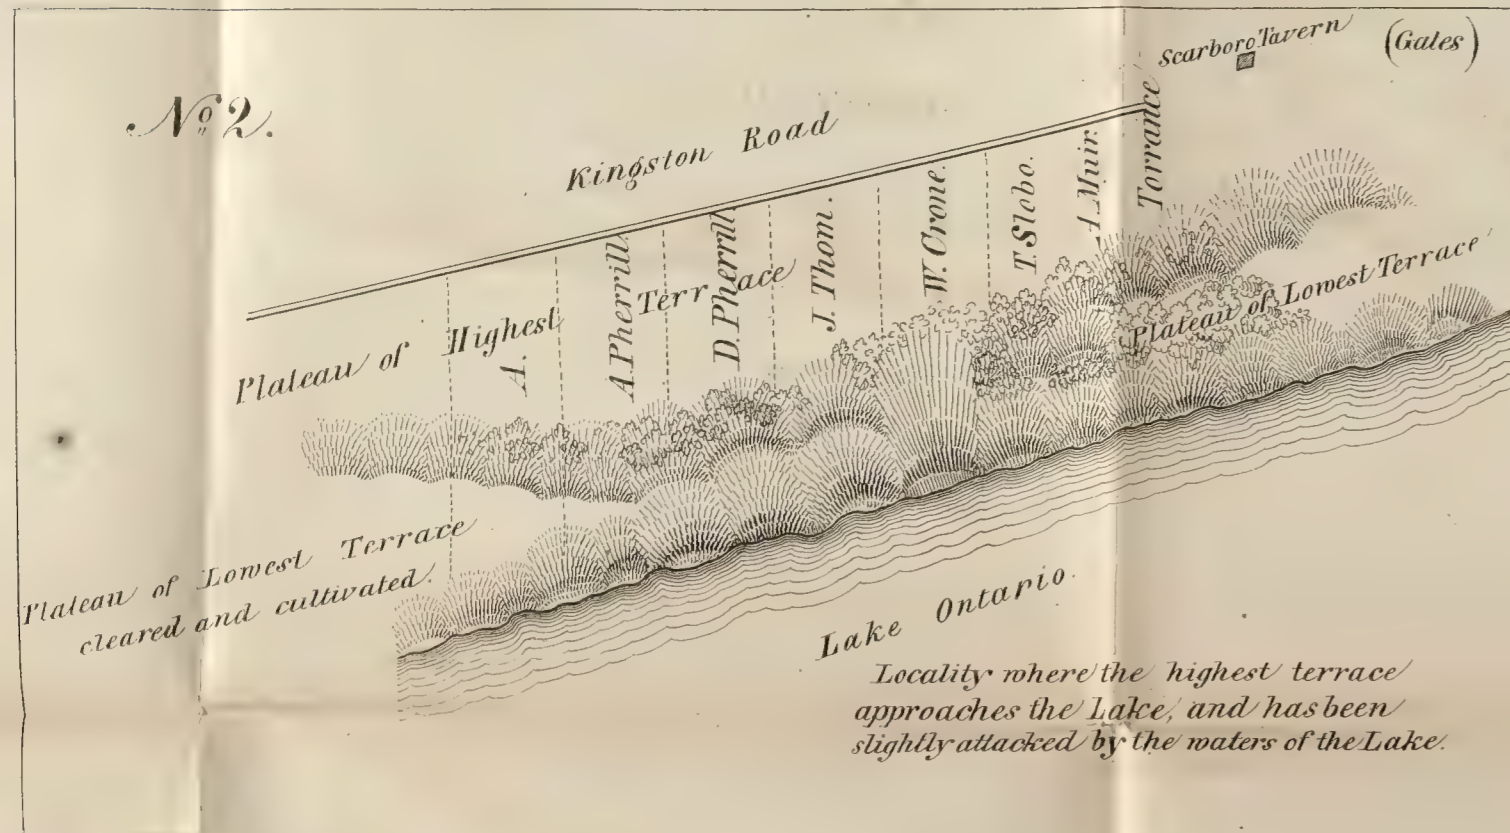 No 2.
Scarboro Tavern (Gales)
Kingston Road
Plateau of Highest Terrace
A.
A. Pherrill.
D. Pherrill.
J. Thom.
W. Crone.
T. Slobo.
A. Muir.
Torrance
Plateau of Lowest Terrace
Plateau of Lowest Terrace
cleared and cultivated.
Lake Ontario.
Locality where the highest terrace
approaches the Lake, and has been
slightly attacked by the waters of the Lake.